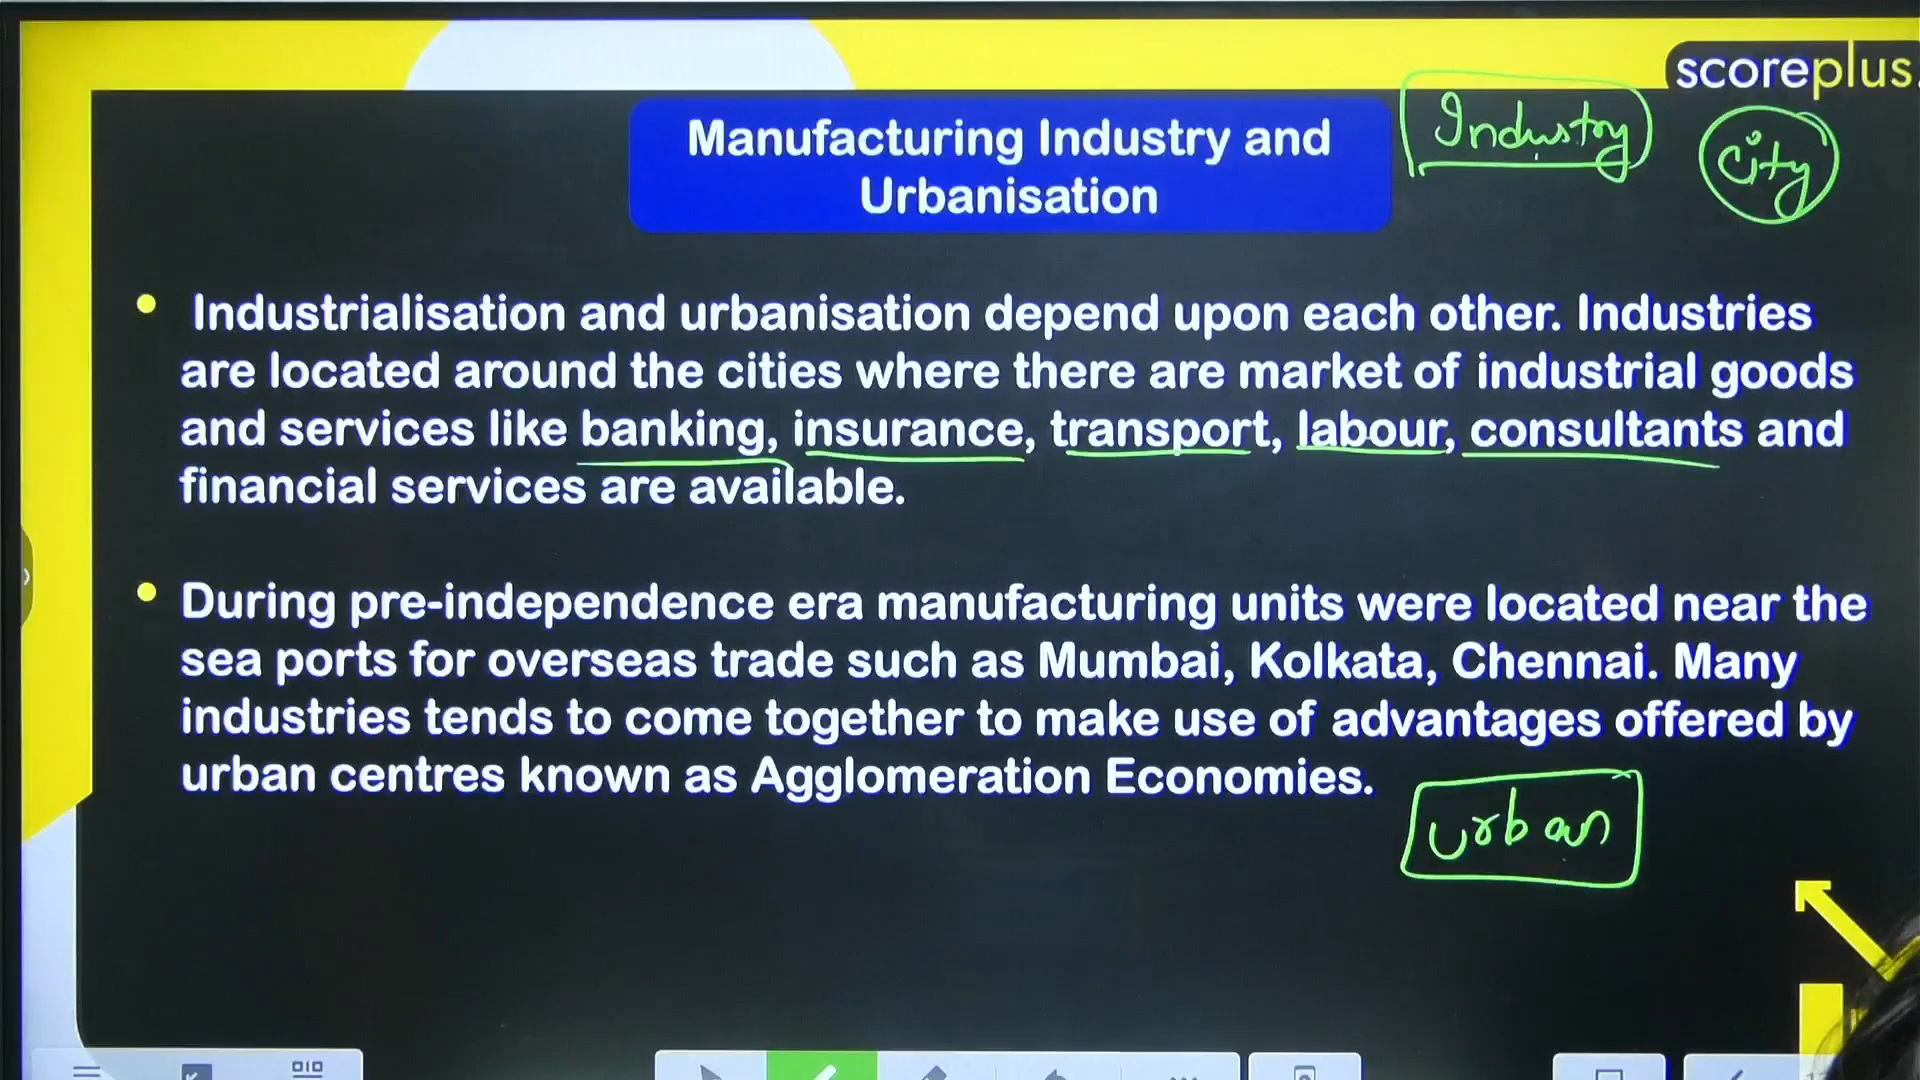 scoreplus.
Manufacturing Industry and
Urbanisation
Industry
City
• Industrialisation and urbanisation depend upon each other. Industries
are located around the cities where there are market of industrial goods
and services like banking, insurance, transport, labour, consultants and
financial services are available.
• During pre-independence era manufacturing units were located near the
sea ports for overseas trade such as Mumbai, Kolkata, Chennai. Many
industries tends to come together to make use of advantages offered by
urban centres known as Agglomeration Economies.
urban